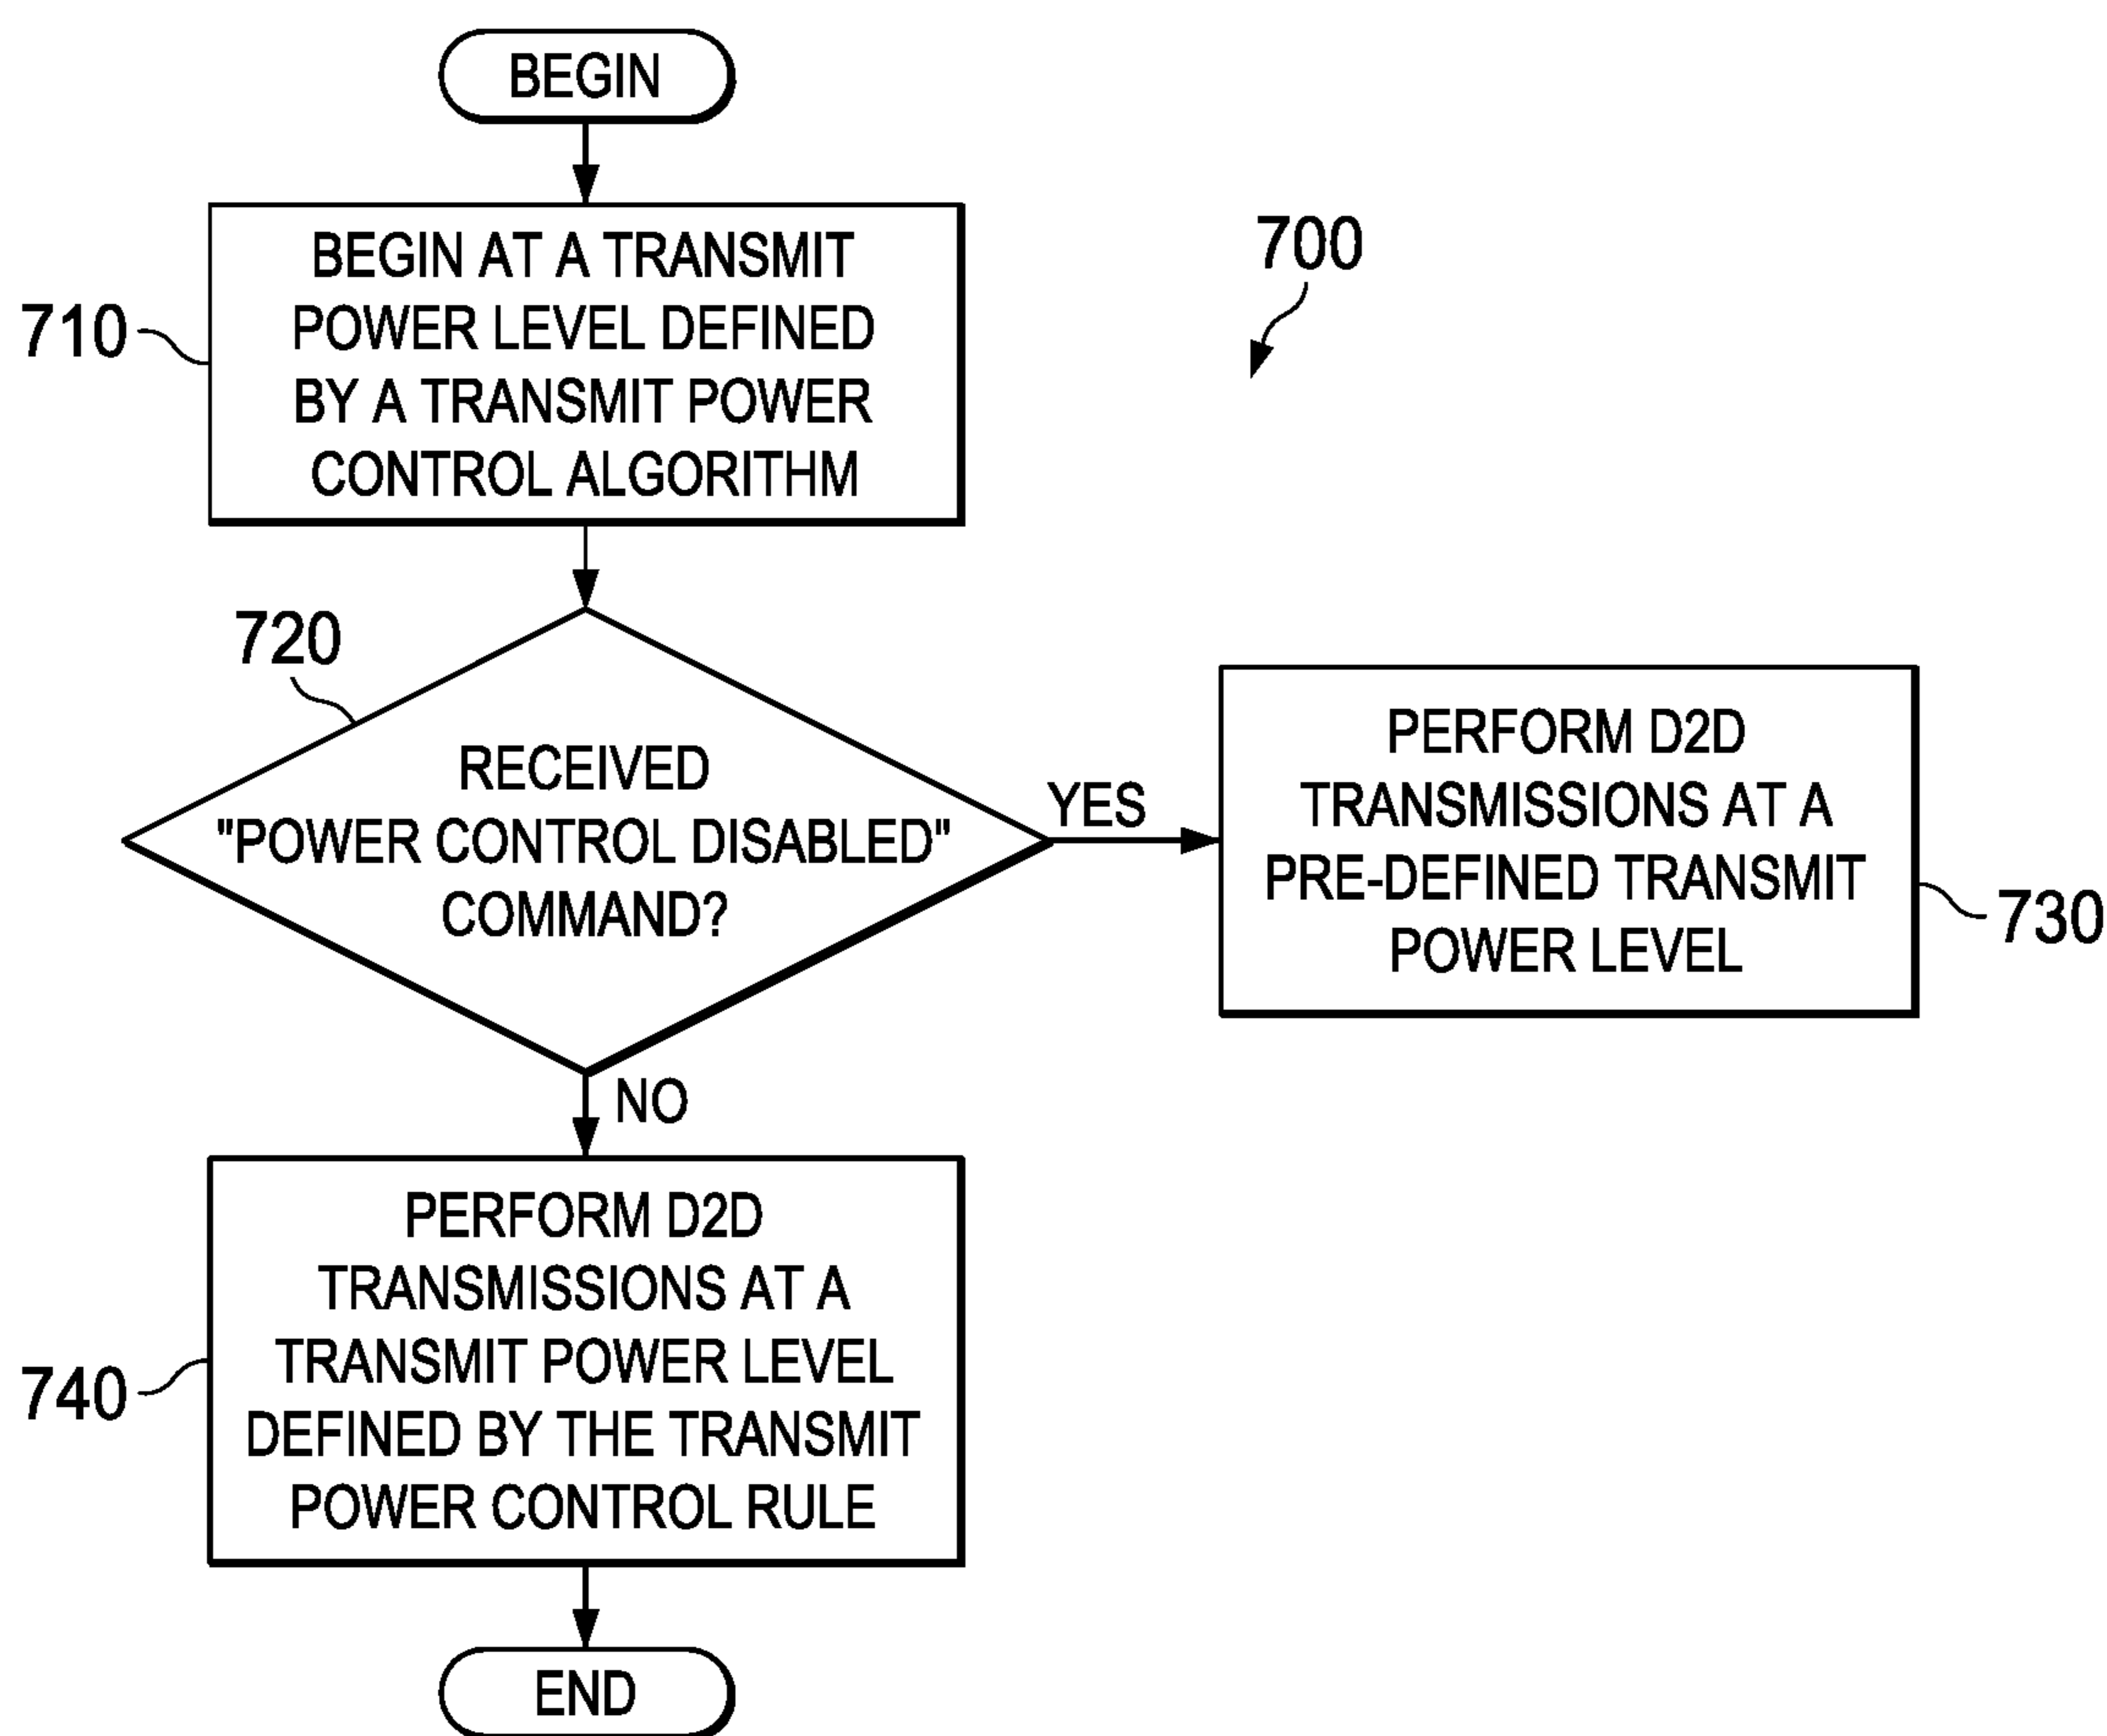 BEGIN
BEGIN AT A TRANSMIT
POWER LEVEL DEFINED
BY A TRANSMIT POWER
CONTROL ALGORITHM
710
700
720
RECEIVED
"POWER CONTROL DISABLED"
COMMAND?
YES
PERFORM D2D
TRANSMISSIONS AT A
PRE-DEFINED TRANSMIT
POWER LEVEL
730
NO
PERFORM D2D
TRANSMISSIONS AT A
TRANSMIT POWER LEVEL
DEFINED BY THE TRANSMIT
POWER CONTROL RULE
740
END